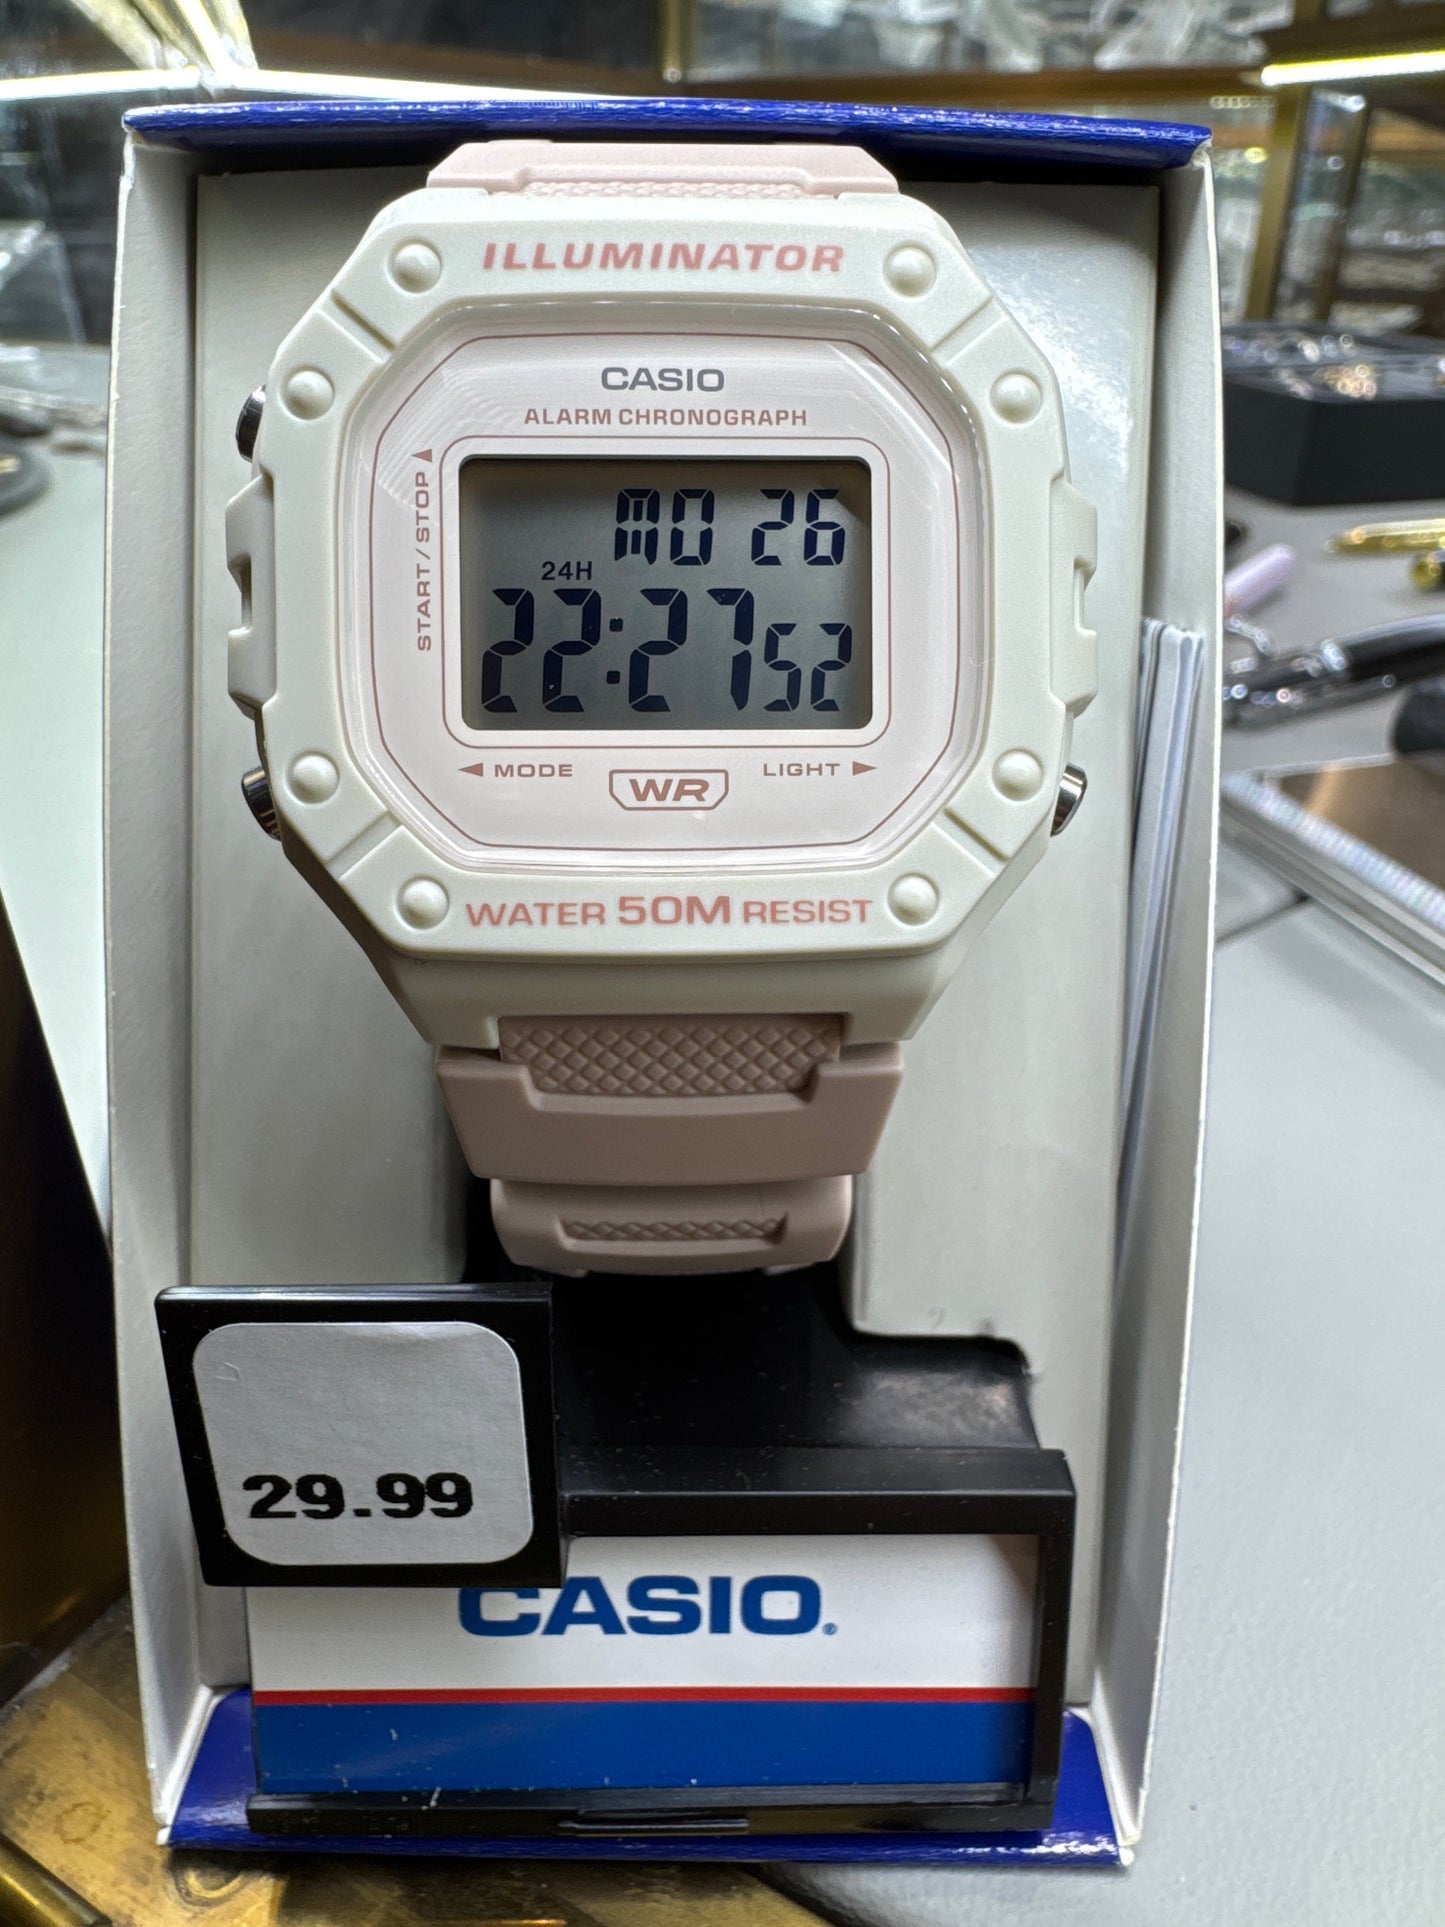 ILLUMINATOR
CASIO
ALARM CHRONOGRAPH
START/STOP ▲
MO 26
24H
22:27 52
◀ MODE
WR
LIGHT ▶
WATER 50M RESIST
29.99
CASIO®